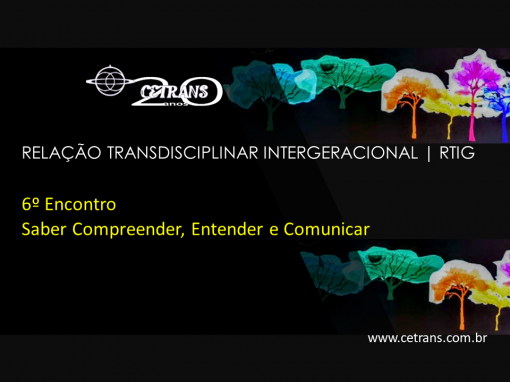 CETRANS
20
anos
RELAÇÃO TRANSDISCIPLINAR INTERGERACIONAL | RTIG
6º Encontro
Saber Compreender, Entender e Comunicar
www.cetrans.com.br